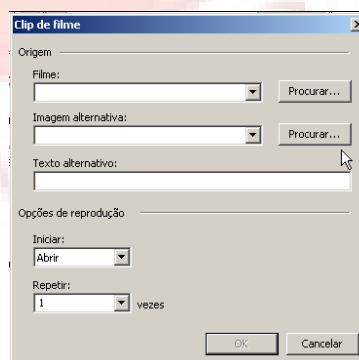 Clip de filme
Origem
Filme:
Procurar...
Imagem alternativa:
Procurar...
Texto alternativo:
Opções de reprodução
Iniciar:
Abrir
Repetir:
1 vezes
OK Cancelar